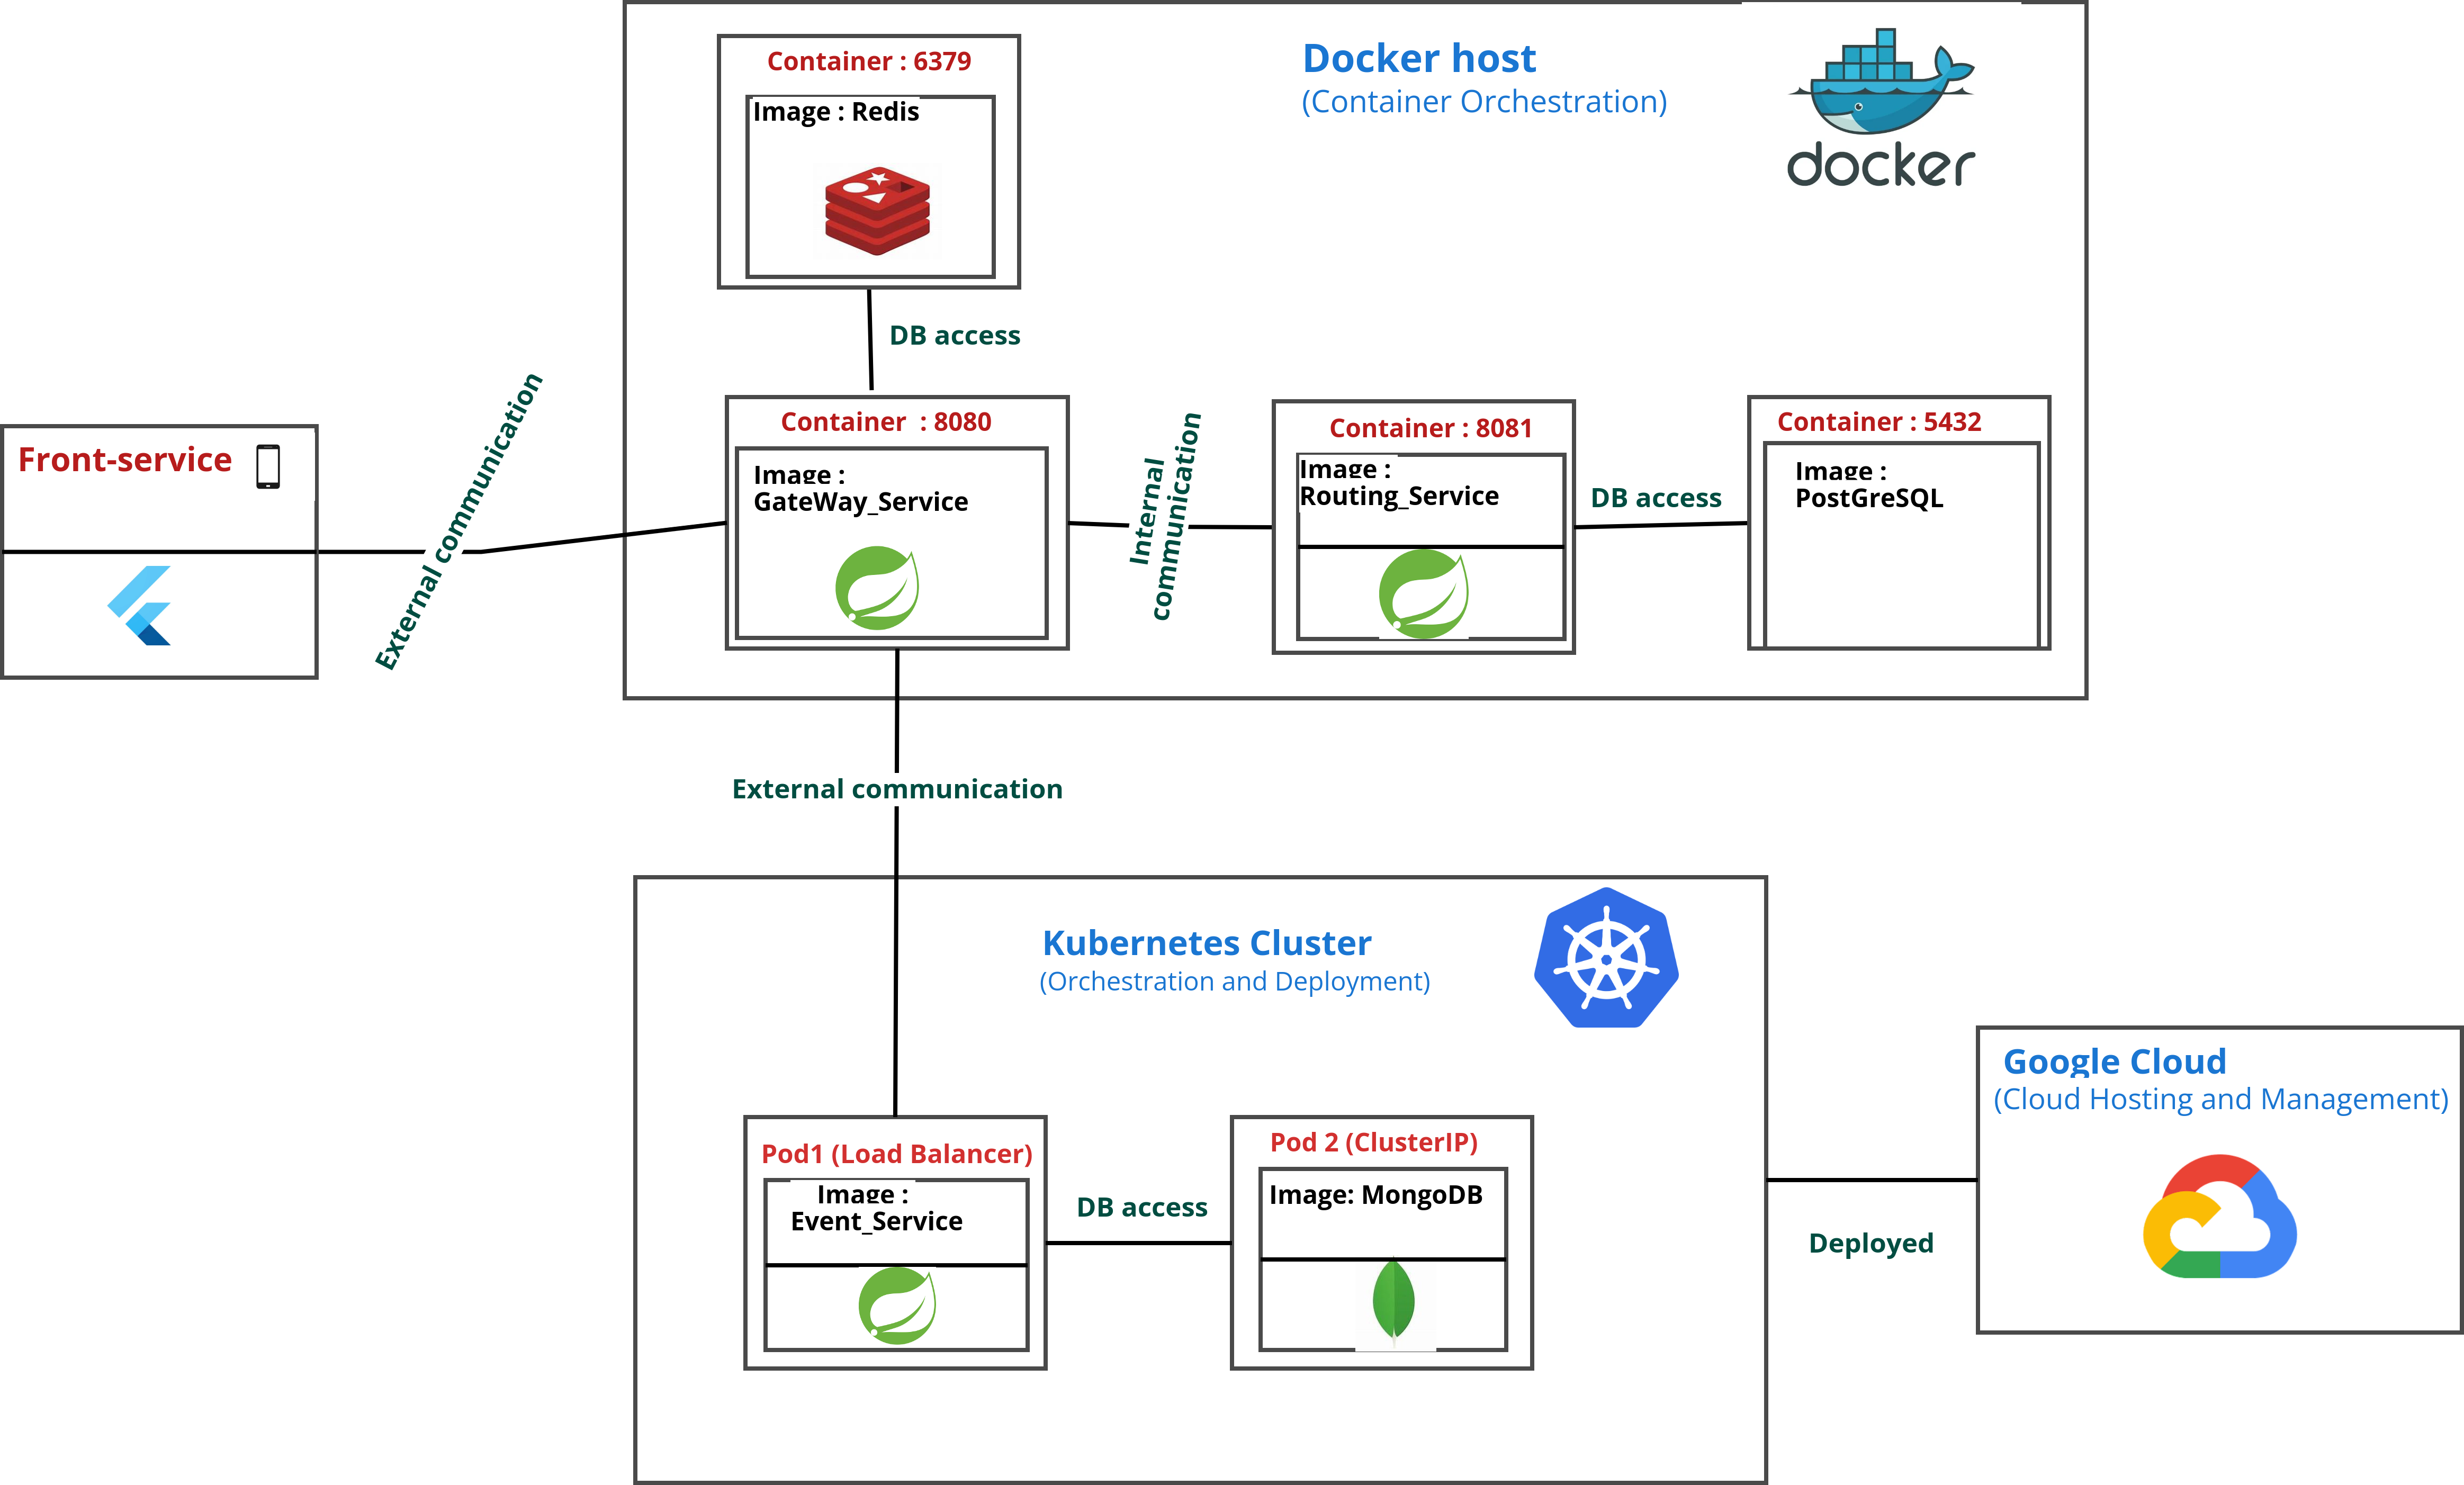 Container : 6379
Image : Redis
Docker host
(Container Orchestration)
docker
DB access
Front-service
External communication
Container : 8080
Image :
GateWay_Service
Internal
communication
Container : 8081
Image :
Routing_Service
DB access
Container : 5432
Image :
PostGreSQL
External communication
Kubernetes Cluster
(Orchestration and Deployment)
Pod1 (Load Balancer)
Image :
Event_Service
DB access
Pod 2 (ClusterIP)
Image: MongoDB
Deployed
Google Cloud
(Cloud Hosting and Management)